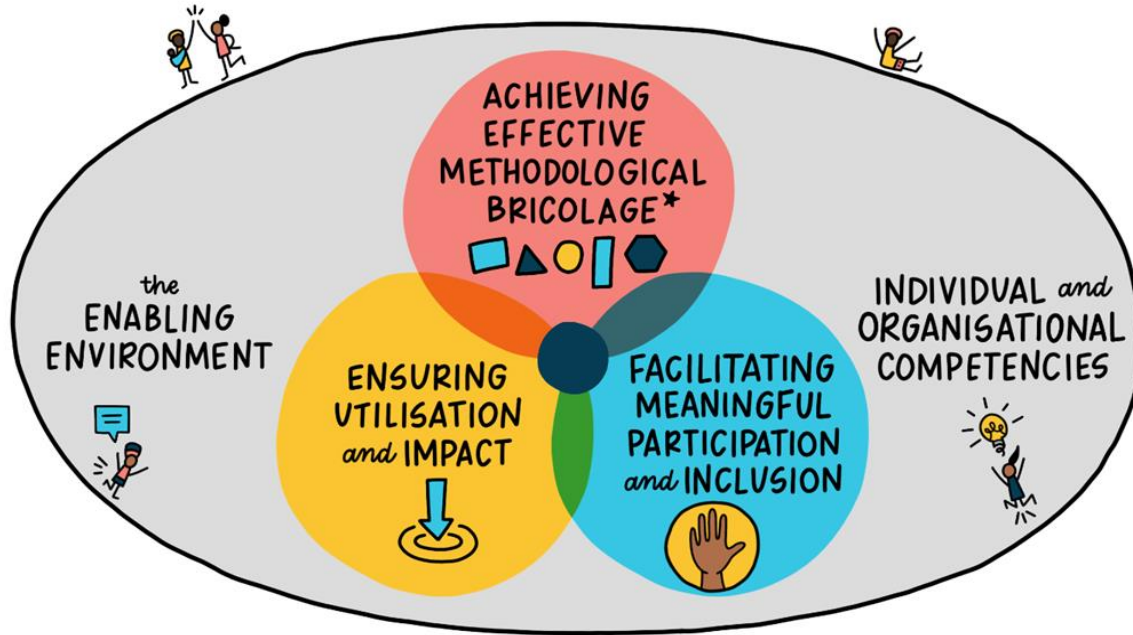 ACHIEVING
EFFECTIVE
METHODOLOGICAL
BRICOLAGE*
the
ENABLING
ENVIRONMENT
INDIVIDUAL and
ORGANISATIONAL
COMPETENCIES
ENSURING
UTILISATION
and IMPACT
FACILITATING
MEANINGFUL
PARTICIPATION
and INCLUSION